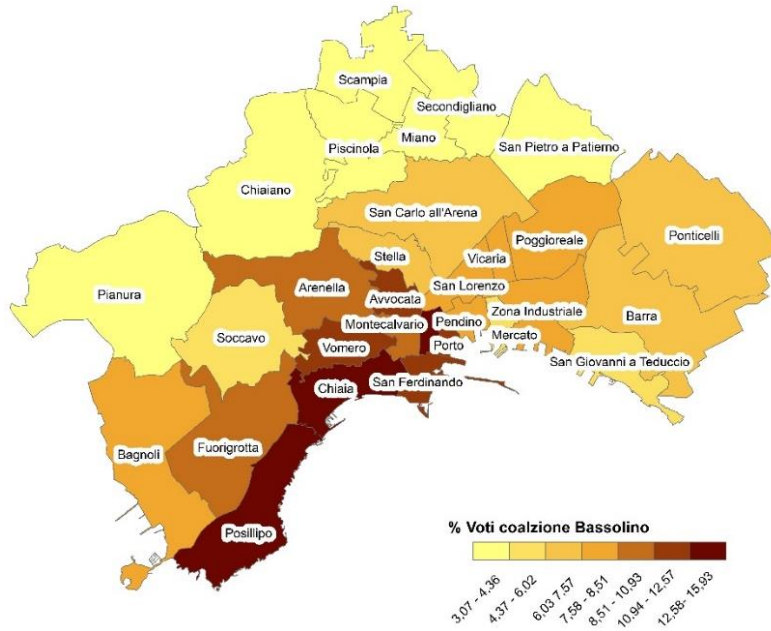 Scampia
Secondigliano
Piscinola
Miano
San Pietro a Patierno
Chiaiano
San Carlo all'Arena
Poggioreale
Ponticelli
Stella
Vicaria
Arenella
San Lorenzo
Pianura
Avvocata
Zona Industriale
Montecalvario
Pendino
Barra
Soccavo
Vomero
Porto
Mercato
San Giovanni a Teduccio
Chiaia
San Ferdinando
Bagnoli
Fuorigrotta
Posillipo
% Voti coalzione Bassolino
3,07 - 4,36
4,37 - 6,02
6,03 7,57
7,58 - 8,51
8,51 - 10,93
10,94 - 12,57
12,58- 15,93